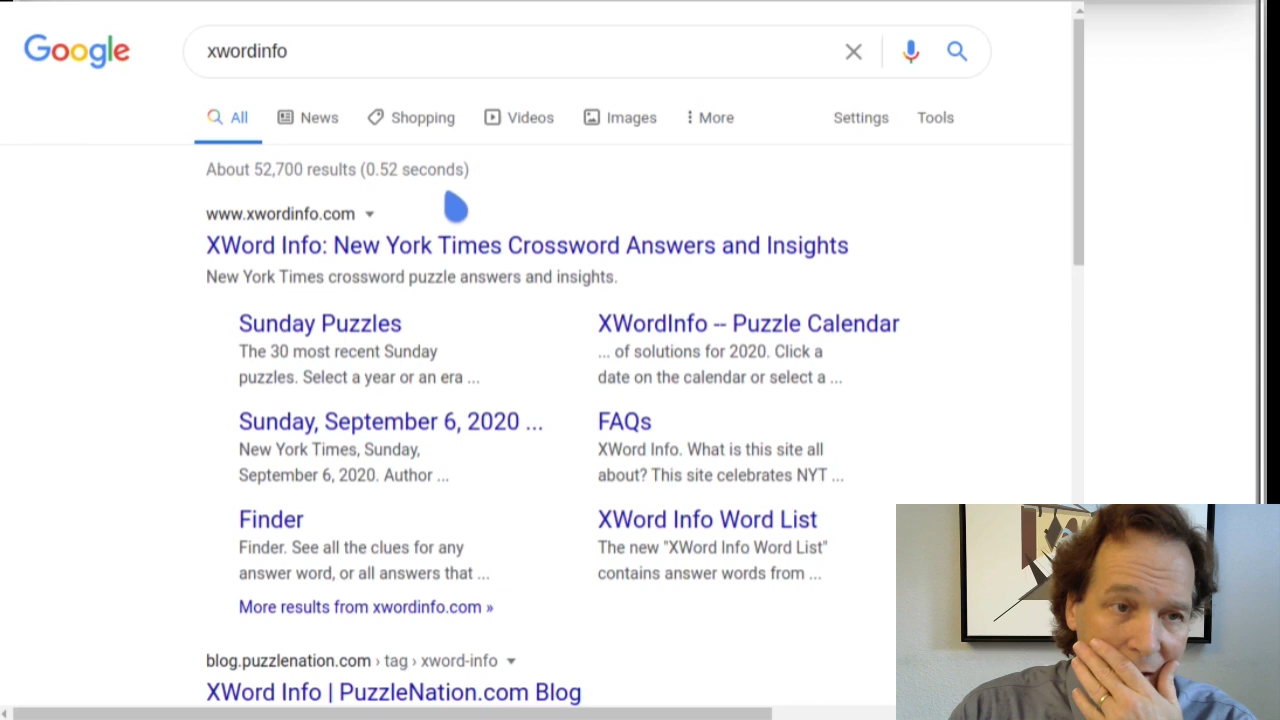 Google
xwordinfo
All News Shopping Videos Images More Settings Tools
About 52,700 results (0.52 seconds)
www.xwordinfo.com
XWord Info: New York Times Crossword Answers and Insights
New York Times crossword puzzle answers and insights.
Sunday Puzzles
The 30 most recent Sunday
puzzles. Select a year or an era ...
XWordInfo -- Puzzle Calendar
... of solutions for 2020. Click a
date on the calendar or select a ...
Sunday, September 6, 2020 ...
New York Times, Sunday,
September 6, 2020. Author ...
FAQs
XWord Info. What is this site all
about? This site celebrates NYT ...
Finder
Finder. See all the clues for any
answer word, or all answers that ...
XWord Info Word List
The new "XWord Info Word List"
contains answer words from ...
More results from xwordinfo.com »
blog.puzzlenation.com › tag › xword-info
XWord Info | PuzzleNation.com Blog